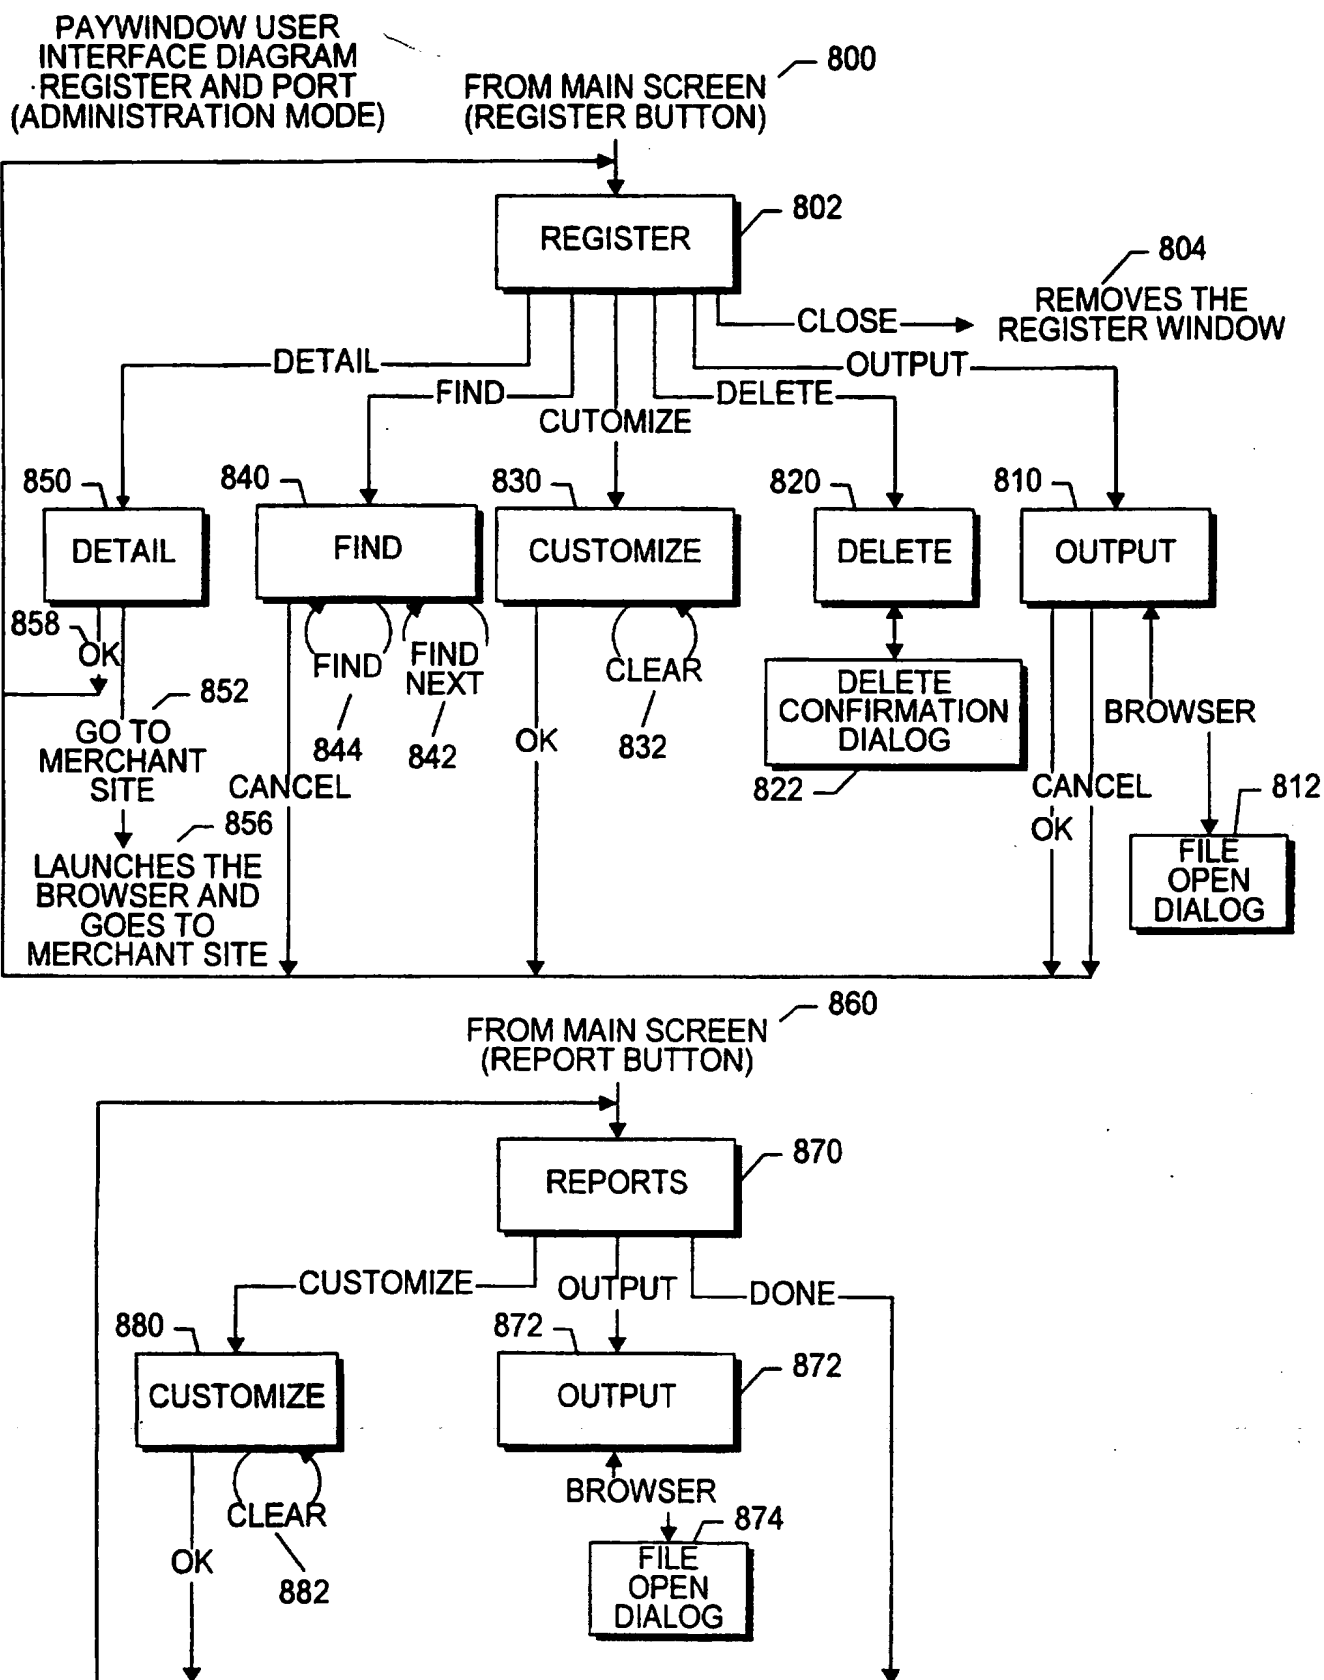 PAYWINDOW USER
INTERFACE DIAGRAM
REGISTER AND PORT
(ADMINISTRATION MODE)
800
FROM MAIN SCREEN
(REGISTER BUTTON)
802
REGISTER
804
REMOVES THE
REGISTER WINDOW
CLOSE
DETAIL
OUTPUT
FIND
DELETE
CUTOMIZE
850
840
830
820
810
DETAIL
FIND
CUSTOMIZE
DELETE
OUTPUT
858
OK
FIND
FIND
NEXT
CLEAR
DELETE
CONFIRMATION
DIALOG
BROWSER
852
GO TO
MERCHANT
SITE
844
842
OK
832
822
CANCEL
CANCEL
812
856
OK
LAUNCHES THE
BROWSER AND
GOES TO
MERCHANT SITE
FILE
OPEN
DIALOG
860
FROM MAIN SCREEN
(REPORT BUTTON)
870
REPORTS
CUSTOMIZE
OUTPUT
DONE
880
872
872
CUSTOMIZE
OUTPUT
BROWSER
CLEAR
874
OK
882
FILE
OPEN
DIALOG